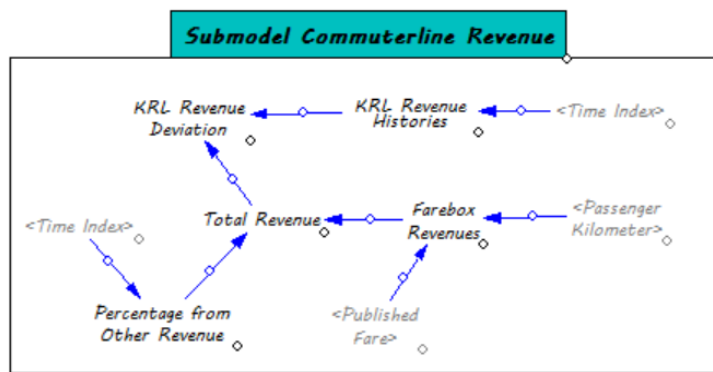 Submodel Commuterline Revenue
KRL Revenue
Deviation
KRL Revenue
Histories
<Time Index>
<Time Index>
Total Revenue
Farebox
Revenues
<Passenger
Kilometer>
Percentage from
Other Revenue
<Published
Fare>